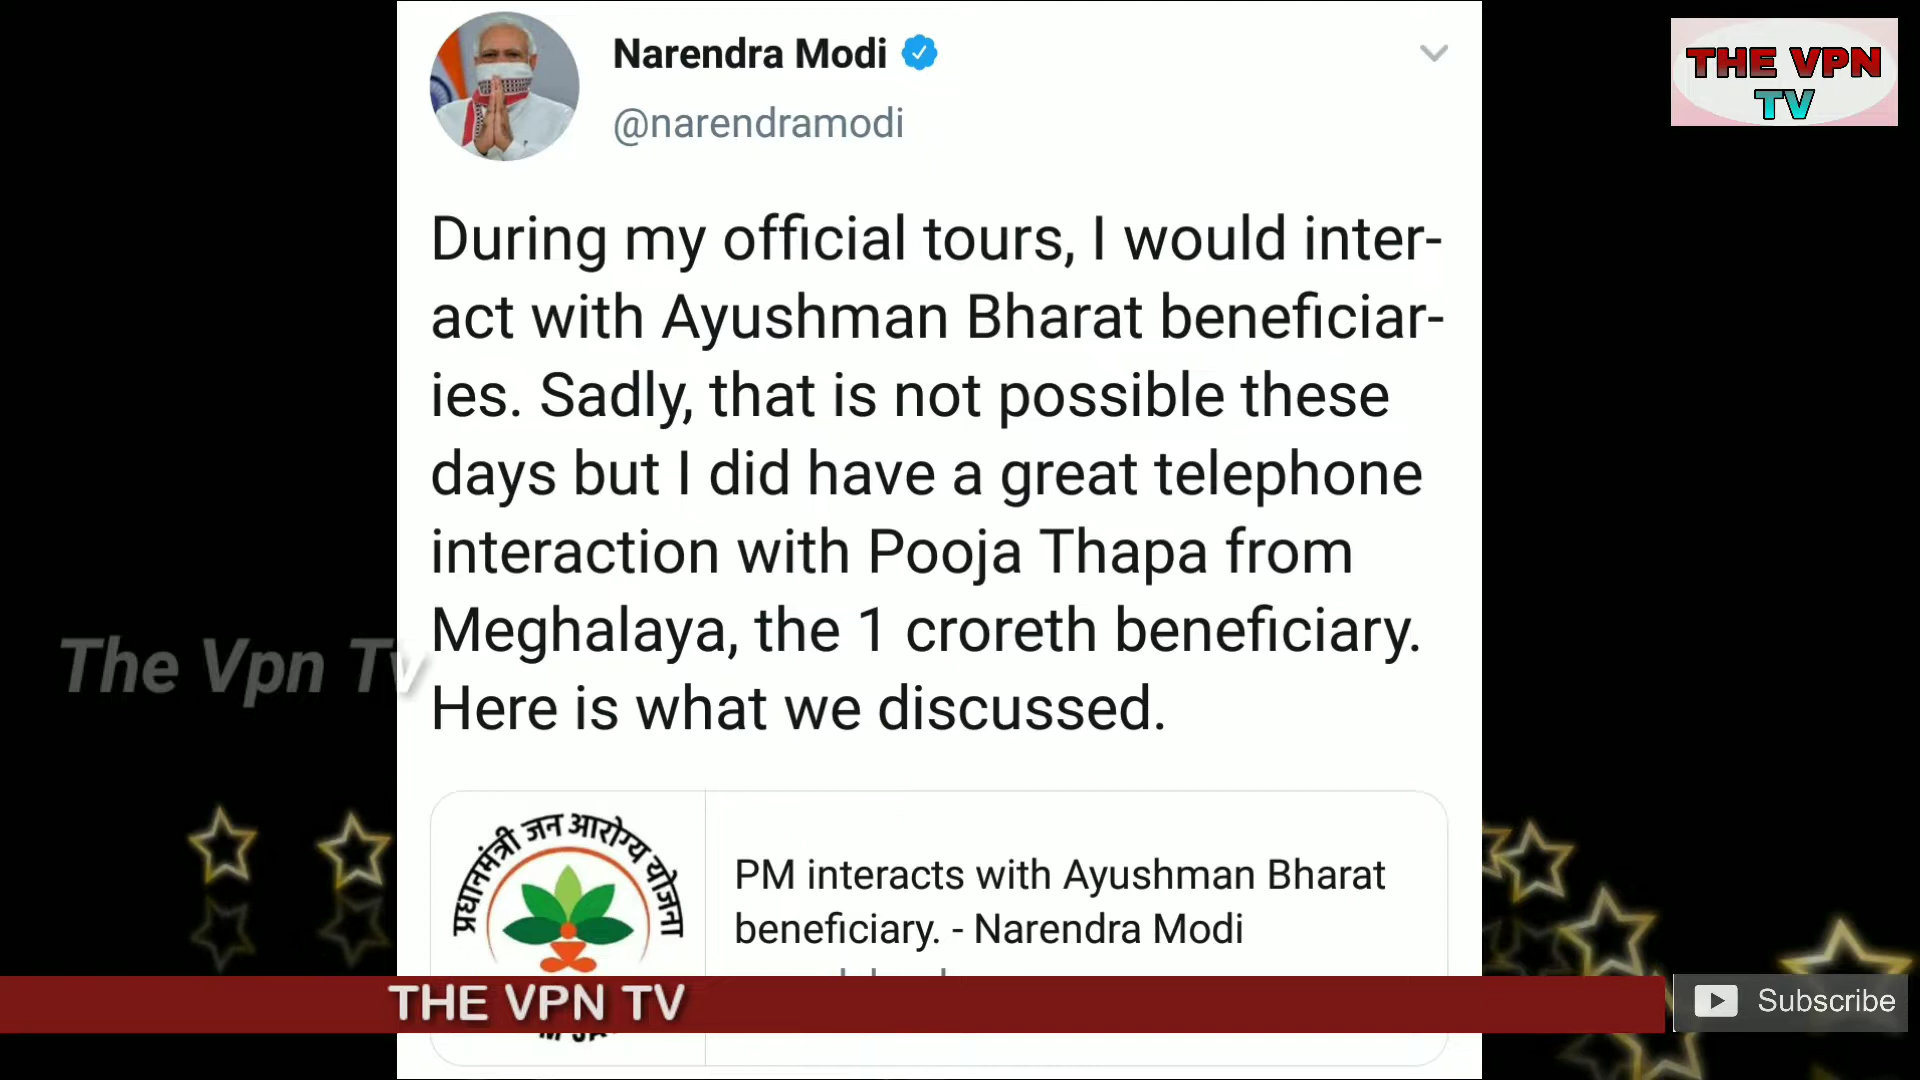 Narendra Modi
@narendramodi
THE VPN
TV
During my official tours, I would inter-
act with Ayushman Bharat beneficiar-
ies. Sadly, that is not possible these
days but I did have a great telephone
interaction with Pooja Thapa from
Meghalaya, the 1 croreth beneficiary.
Here is what we discussed.
The Vpn Tv
प्रधानमंत्री जन आरोग्य योजना
PM interacts with Ayushman Bharat
beneficiary. - Narendra Modi
THE VPN TV
Subscribe